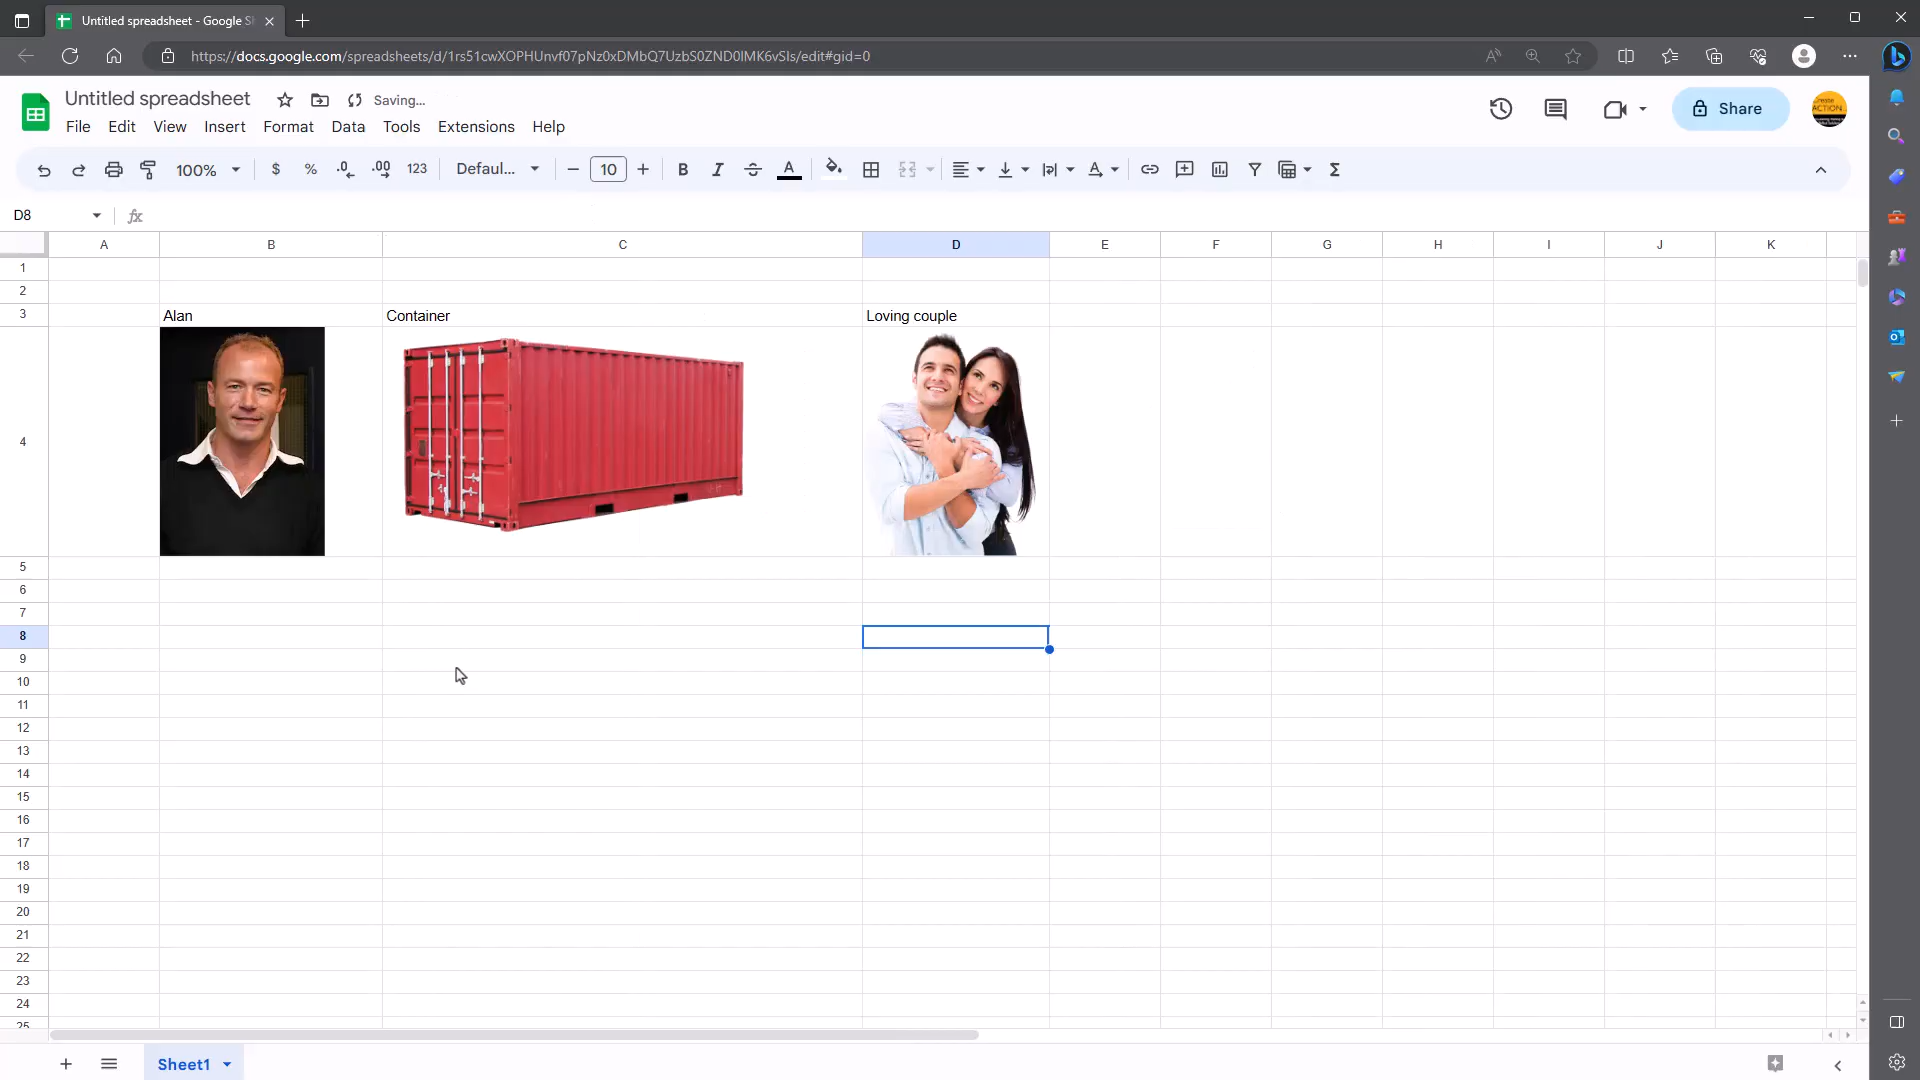 Untitled spreadsheet - Google S
https://docs.google.com/spreadsheets/d/1rs51cwXOPHUnvf07pNz0xDMbQ7UzbS0ZND0lMK6vSIs/edit#gid=0
Untitled spreadsheet Saving...
File Edit View Insert Format Data Tools Extensions Help
Share
100% $ % .0 .00 123 Defaul... 10 B I A Σ
D8 fx
A B C D E F G H I J K
1
2
3 Alan Container Loving couple
4
5
6
7
8
9
10
11
12
13
14
15
16
17
18
19
20
21
22
23
24
25
Sheet1